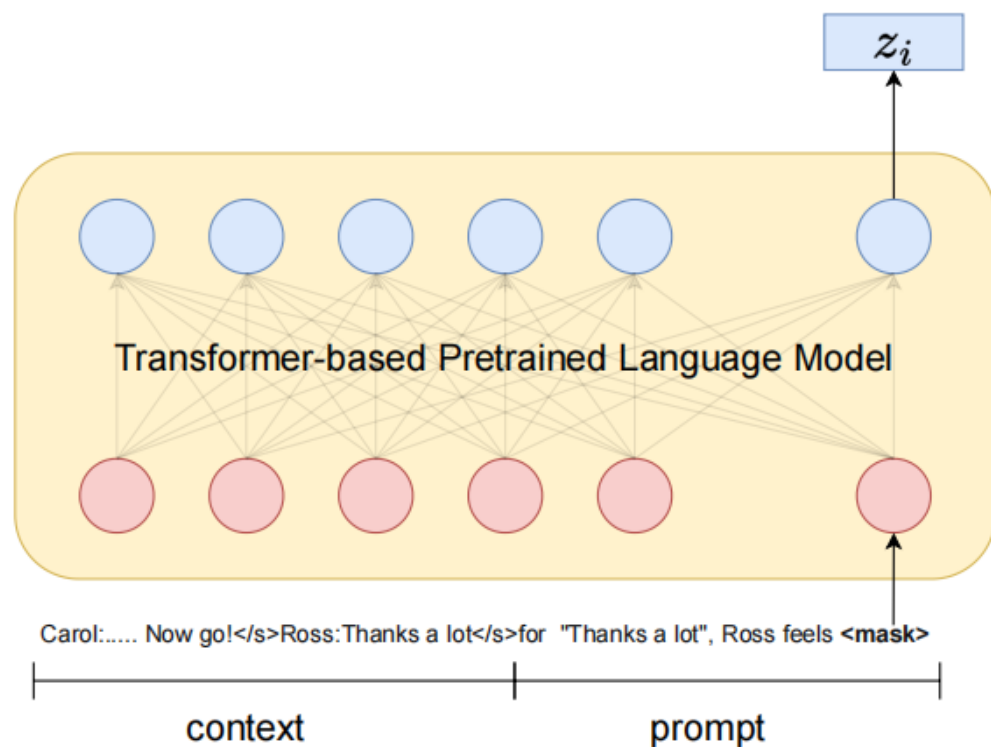 z_i
Transformer-based Pretrained Language Model
Carol:..... Now go!</s>Ross:Thanks a lot</s>for "Thanks a lot", Ross feels <mask>
context prompt